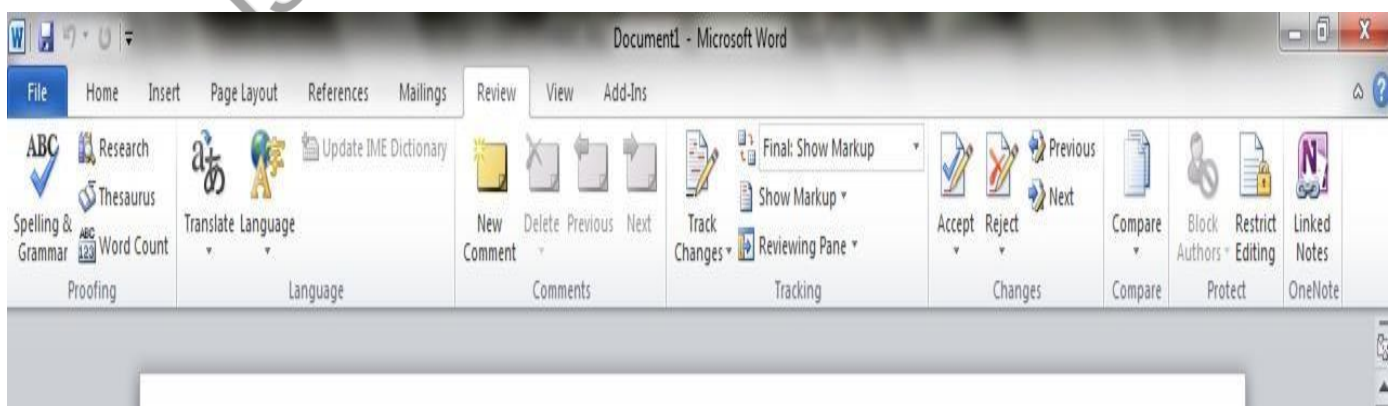 W
Document1 - Microsoft Word
File Home Insert Page Layout References Mailings Review View Add-Ins
ABC
Spelling &
Grammar
Research
Thesaurus
ABC
123
Word Count
Proofing
あ
Translate
A
Language
Update IME Dictionary
Language
New
Comment
Delete
Previous
Next
Comments
Track
Changes
Final: Show Markup
Show Markup
Reviewing Pane
Tracking
Accept
Reject
Previous
Next
Changes
Compare
Compare
Block
Authors
Restrict
Editing
Protect
N
Linked
Notes
OneNote